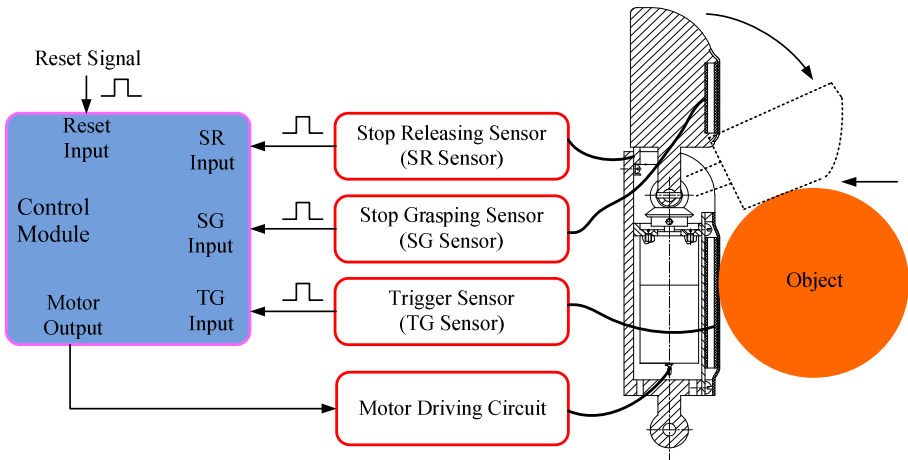 Reset Signal
Reset
Input
SR
Input
Control
Module
SG
Input
Motor
Output
TG
Input
Stop Releasing Sensor
(SR Sensor)
Stop Grasping Sensor
(SG Sensor)
Trigger Sensor
(TG Sensor)
Motor Driving Circuit
Object